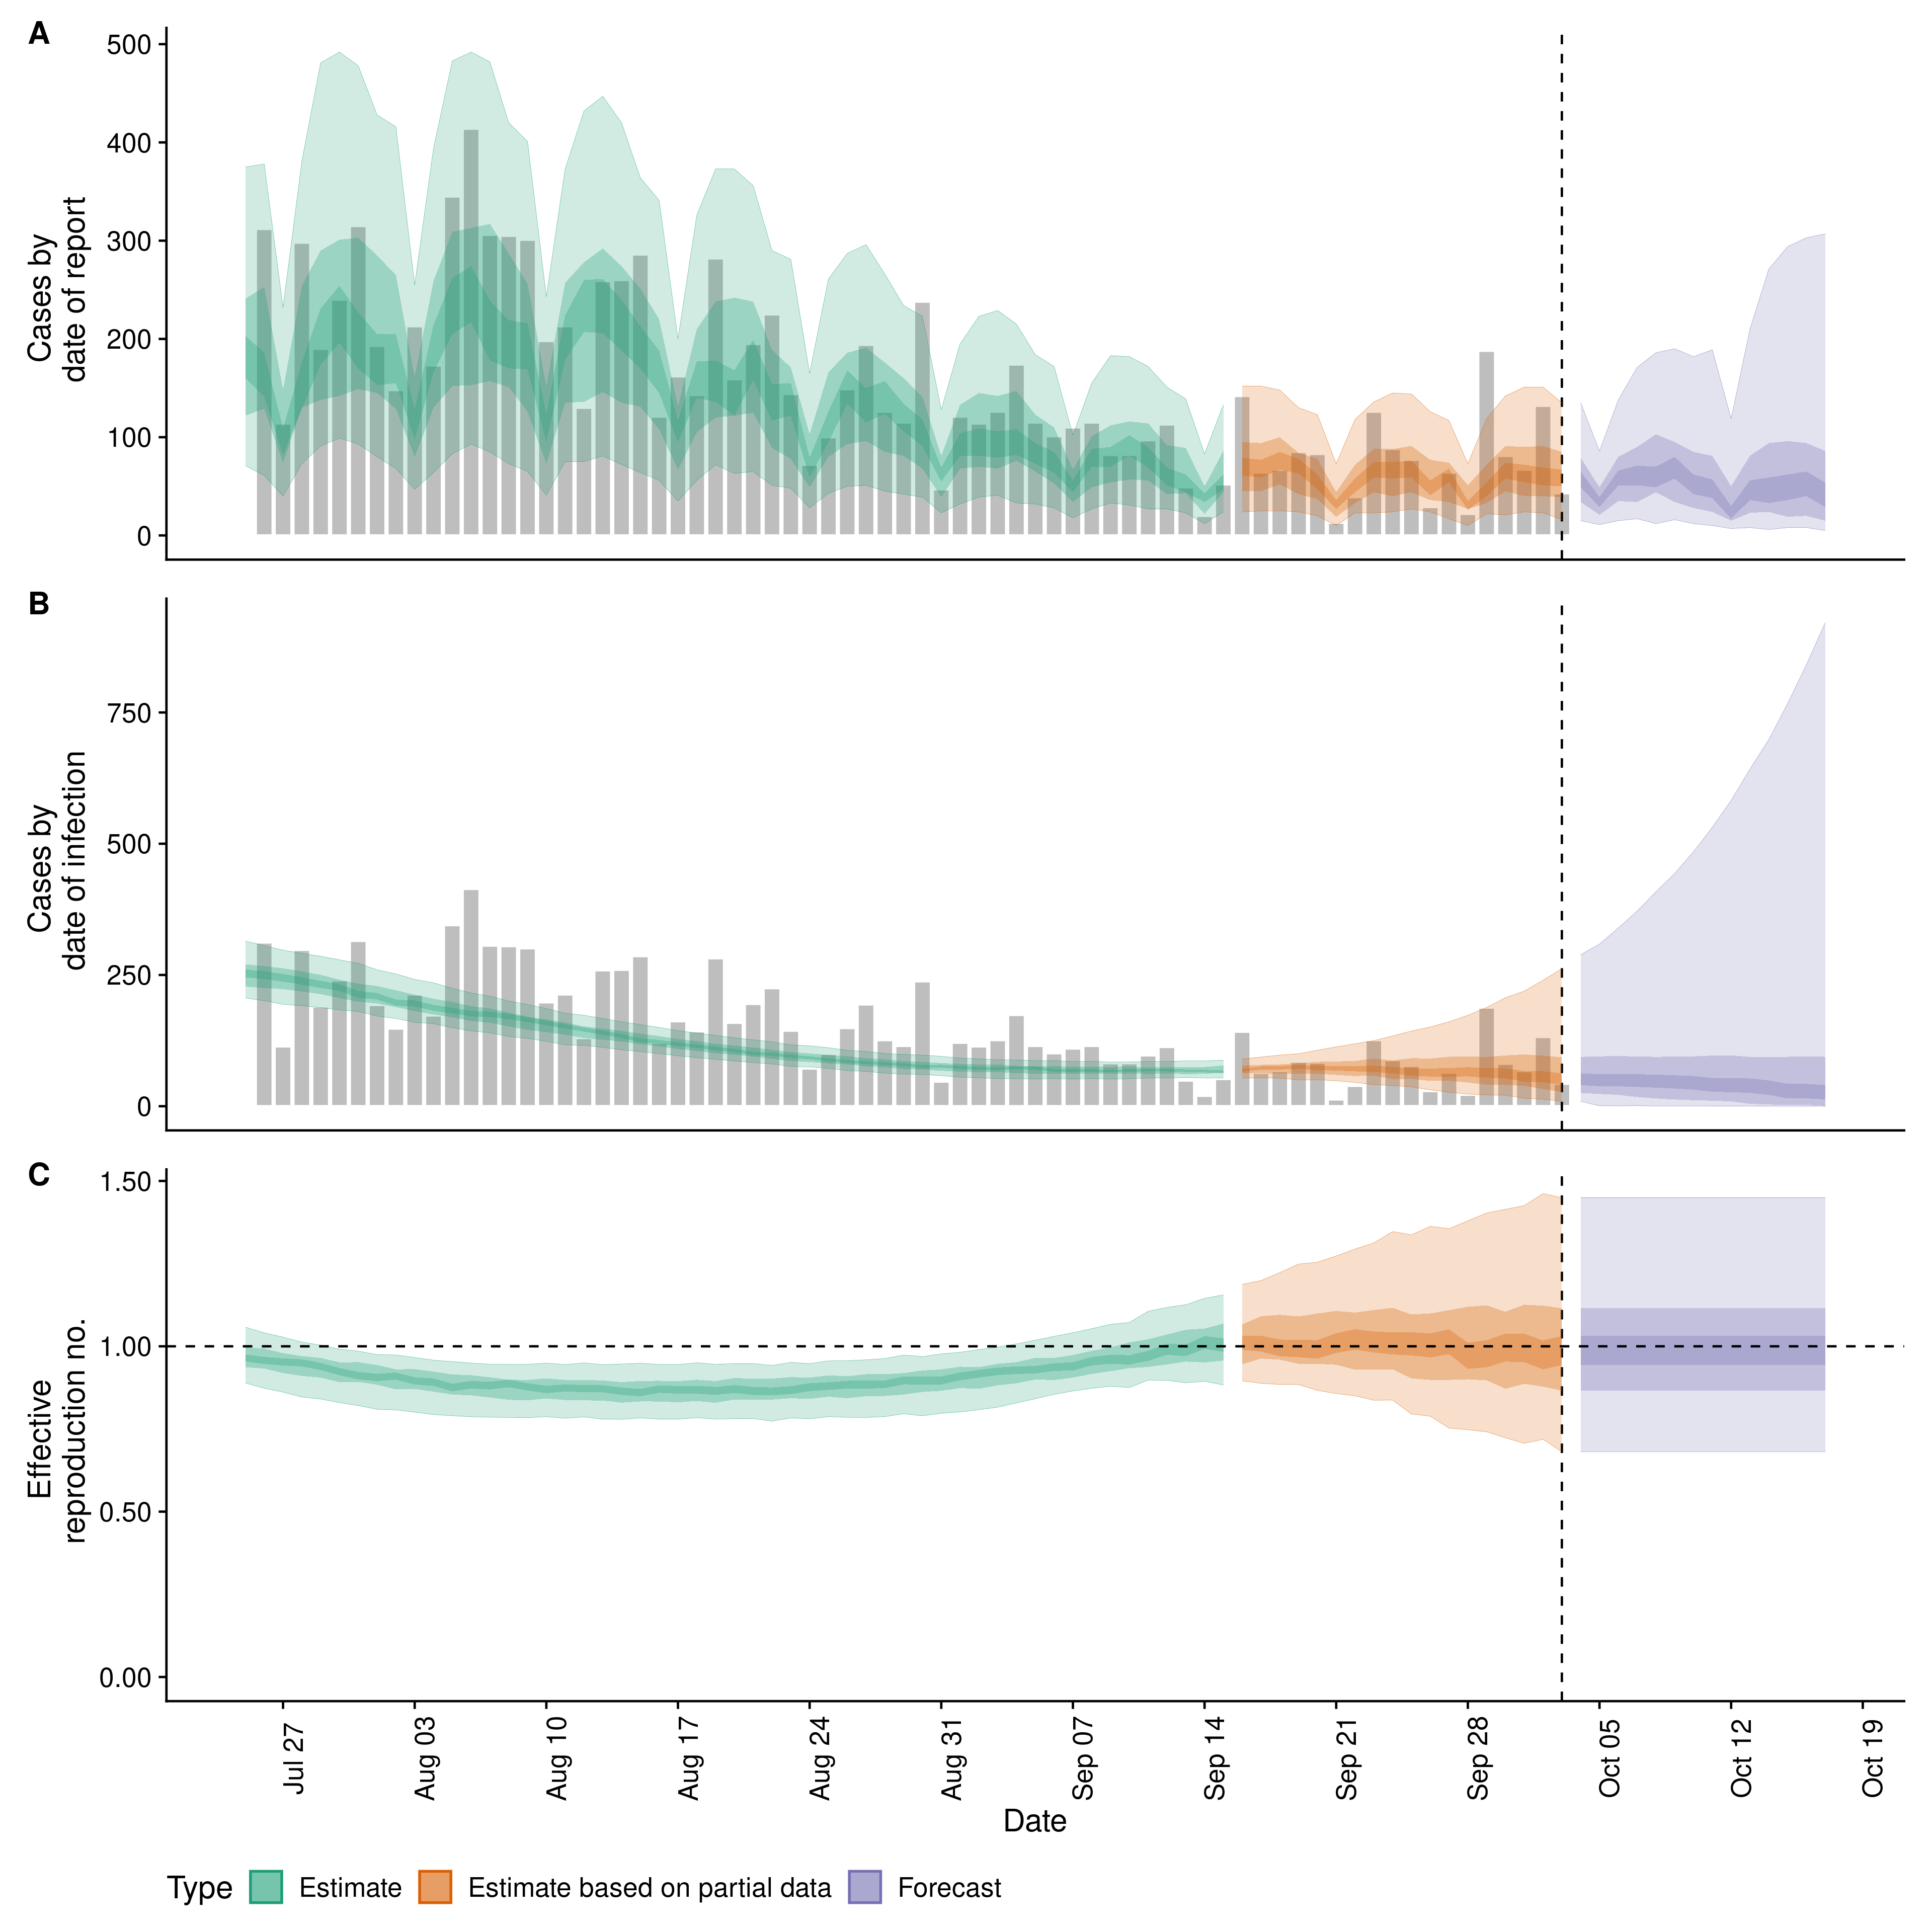 A
500
400
300
200
100
0
Cases by
date of report
B
750
500
250
0
Cases by
date of infection
C
1.50
1.00
0.50
0.00
Effective
reproduction no.
Jul 27
Aug 03
Aug 10
Aug 17
Aug 24
Aug 31
Sep 07
Sep 14
Sep 21
Sep 28
Oct 05
Oct 12
Oct 19
Date
Type Estimate Estimate based on partial data Forecast